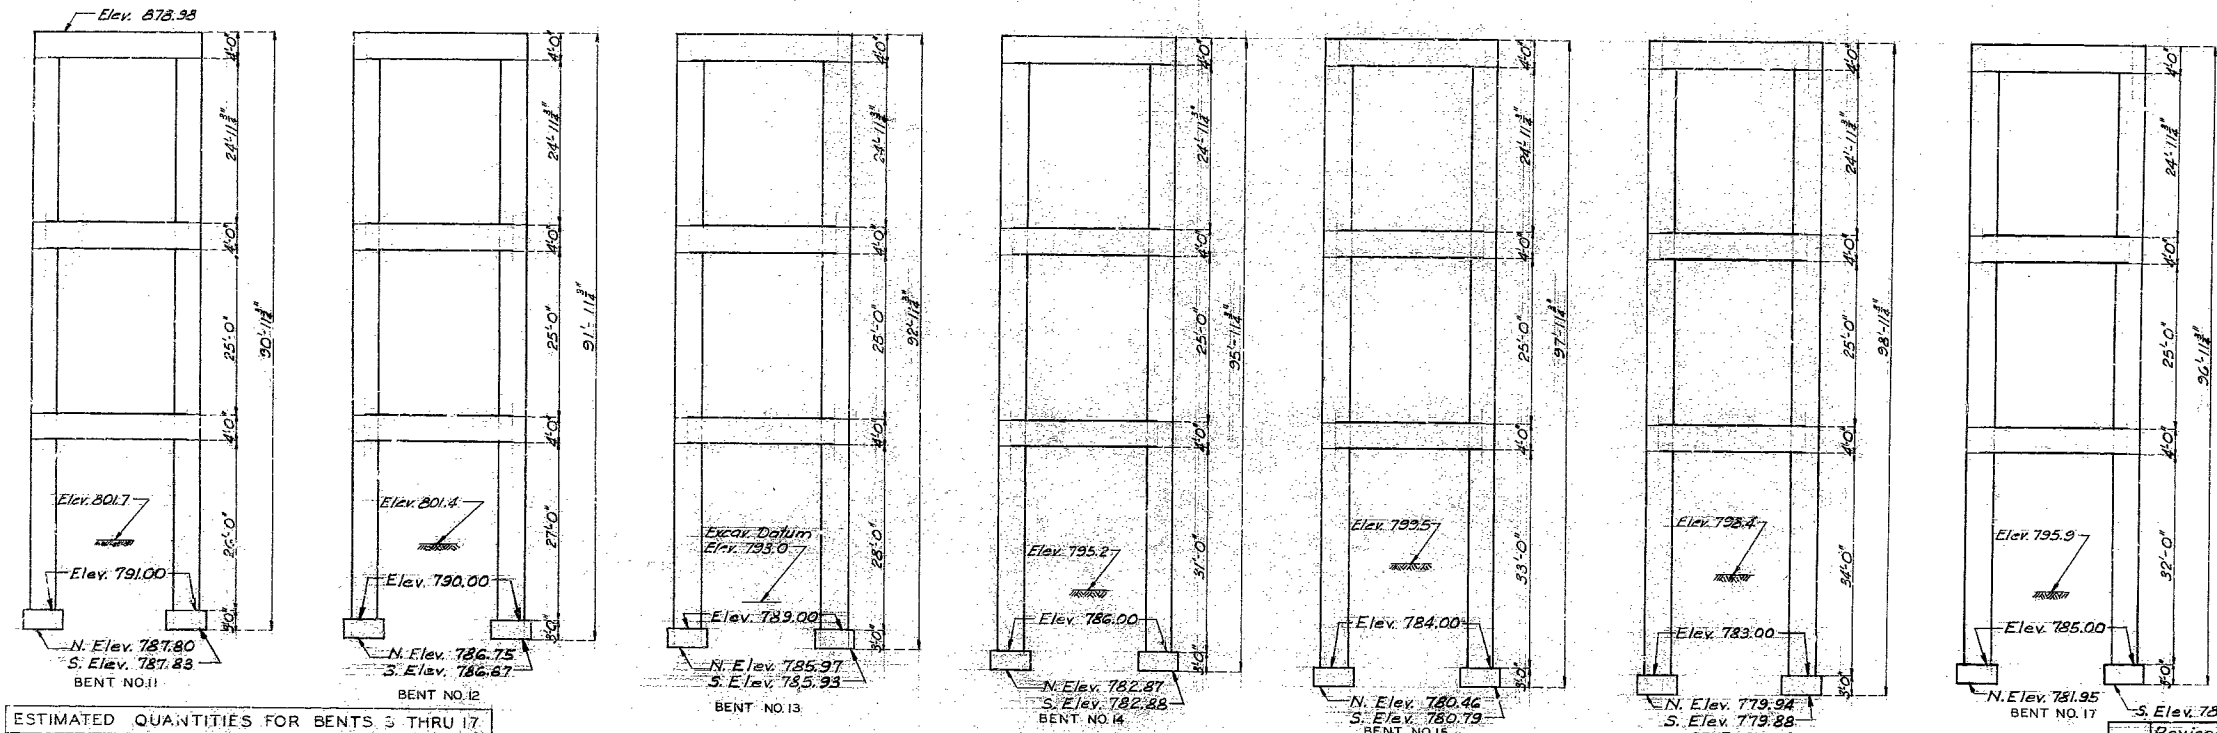 Elev. 878.98
4'-0"
24'-11¾"
4'-0"
25'-0"
4'-0"
26'-0"
3'-0"
90'-11¾"
Elev. 801.7
Elev. 791.00
N. Elev. 787.80
S. Elev. 787.83
BENT NO. 11
4'-0"
24'-11¾"
4'-0"
25'-0"
4'-0"
27'-0"
3'-0"
91'-11¾"
Elev. 801.4
Elev. 790.00
N. Elev. 786.75
S. Elev. 786.87
BENT NO. 12
4'-0"
24'-11¾"
4'-0"
25'-0"
4'-0"
28'-0"
3'-0"
92'-11¾"
Excav. Datum
Elev. 793.0
Elev. 789.00
N. Elev. 785.97
S. Elev. 785.93
BENT NO. 13
4'-0"
24'-11¾"
4'-0"
25'-0"
4'-0"
31'-0"
3'-0"
95'-11¾"
Elev. 795.2
Elev. 786.00
N. Elev. 782.87
S. Elev. 782.88
BENT NO. 14
4'-0"
24'-11¾"
4'-0"
25'-0"
4'-0"
33'-0"
3'-0"
97'-11¾"
Elev. 799.5
Elev. 784.00
N. Elev. 780.46
S. Elev. 780.79
BENT NO. 15
4'-0"
24'-11¾"
4'-0"
25'-0"
4'-0"
34'-0"
3'-0"
98'-11¾"
Elev. 798.4
Elev. 783.00
N. Elev. 779.94
S. Elev. 779.88
4'-0"
24'-11¾"
4'-0"
25'-0"
4'-0"
32'-0"
3'-0"
96'-11¾"
Elev. 795.9
Elev. 785.00
N. Elev. 781.95
S. Elev. 78
BENT NO. 17
ESTIMATED QUANTITIES FOR BENTS 3 THRU 17